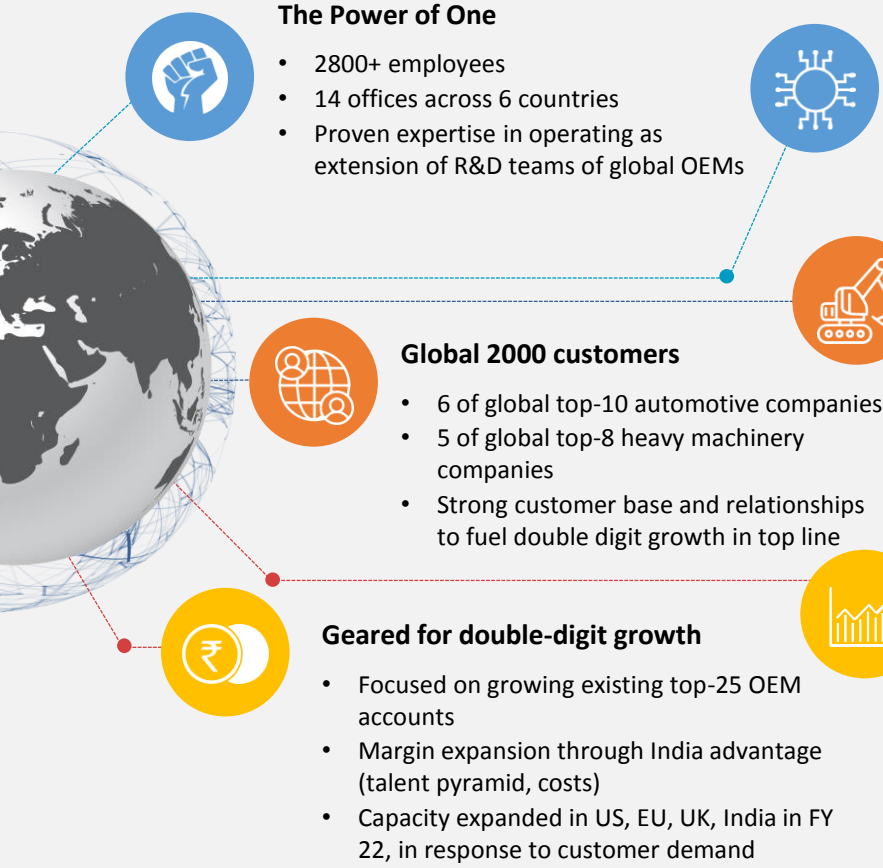 The Power of One
• 2800+ employees
• 14 offices across 6 countries
• Proven expertise in operating as
extension of R&D teams of global OEMs
Global 2000 customers
• 6 of global top-10 automotive companies
• 5 of global top-8 heavy machinery
companies
• Strong customer base and relationships
to fuel double digit growth in top line
₹
Geared for double-digit growth
• Focused on growing existing top-25 OEM
accounts
• Margin expansion through India advantage
(talent pyramid, costs)
• Capacity expanded in US, EU, UK, India in FY
22, in response to customer demand